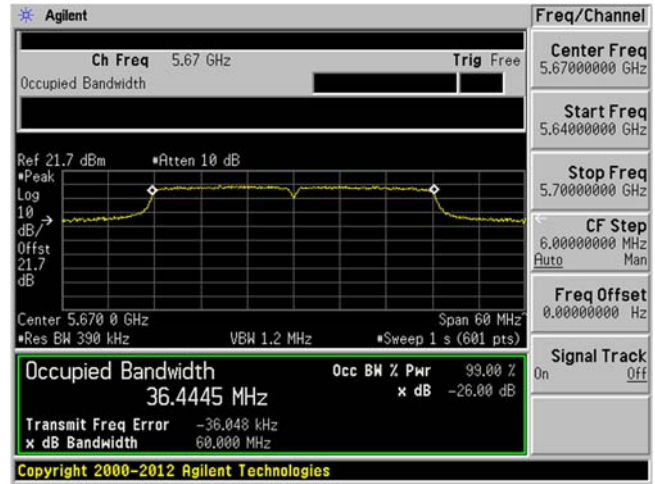 Agilent
Freq/Channel
Ch Freq 5.67 GHz Trig Free
Occupied Bandwidth
Center Freq
5.67000000 GHz
Start Freq
5.64000000 GHz
Stop Freq
5.70000000 GHz
CF Step
6.00000000 MHz
Auto Man
Freq Offset
0.00000000 Hz
Signal Track
On Off
Ref 21.7 dBm *Atten 10 dB
*Peak
Log
10
dB/
Offst
21.7
dB
Center 5.670 0 GHz Span 60 MHz
*Res BW 390 kHz VBW 1.2 MHz *Sweep 1 s (601 pts)
Occupied Bandwidth Occ BW % Pwr 99.00 %
36.4445 MHz x dB -26.00 dB
Transmit Freq Error -36.048 kHz
x dB Bandwidth 60.000 MHz
Copyright 2000-2012 Agilent Technologies